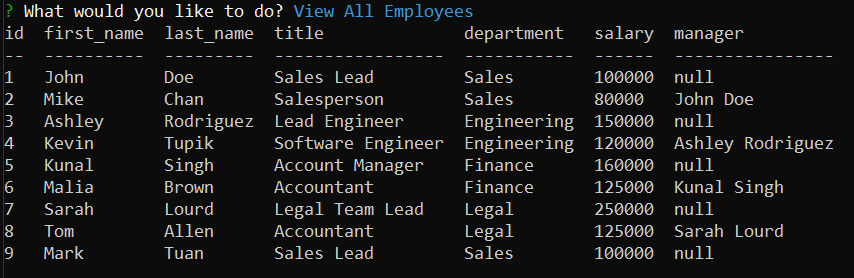 ? What would you like to do? View All Employees
id  first_name  last_name  title              department   salary  manager
--  ----------  ---------  -----------------  -----------  ------  ----------------
1   John        Doe        Sales Lead         Sales        100000  null
2   Mike        Chan       Salesperson        Sales        80000   John Doe
3   Ashley      Rodriguez  Lead Engineer      Engineering  150000  null
4   Kevin       Tupik      Software Engineer  Engineering  120000  Ashley Rodriguez
5   Kunal       Singh      Account Manager    Finance      160000  null
6   Malia       Brown      Accountant         Finance      125000  Kunal Singh
7   Sarah       Lourd      Legal Team Lead    Legal        250000  null
8   Tom         Allen      Accountant         Legal        125000  Sarah Lourd
9   Mark        Tuan       Sales Lead         Sales        100000  null